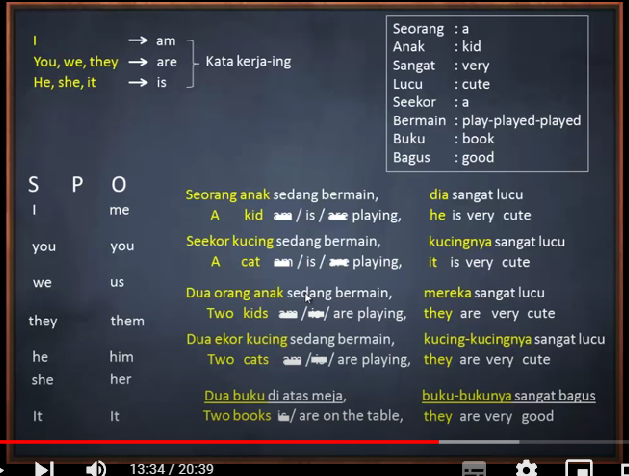 I → am
You, we, they → are
He, she, it → is
Kata kerja-ing
Seorang : a
Anak : kid
Sangat : very
Lucu : cute
Seekor : a
Bermain : play-played-played
Buku : book
Bagus : good
S P O
I me
you you
we us
they them
he him
she her
It It
Seorang anak sedang bermain, dia sangat lucu
A kid am / is / are playing, he is very cute
Seekor kucing sedang bermain, kucingnya sangat lucu
A cat am / is / are playing, it is very cute
Dua orang anak sedang bermain, mereka sangat lucu
Two kids am / is / are playing, they are very cute
Dua ekor kucing sedang bermain, kucing-kucingnya sangat lucu
Two cats am / is / are playing, they are very cute
Dua buku di atas meja, buku-bukunya sangat bagus
Two books is/ are on the table, they are very good
13:34 / 20:39